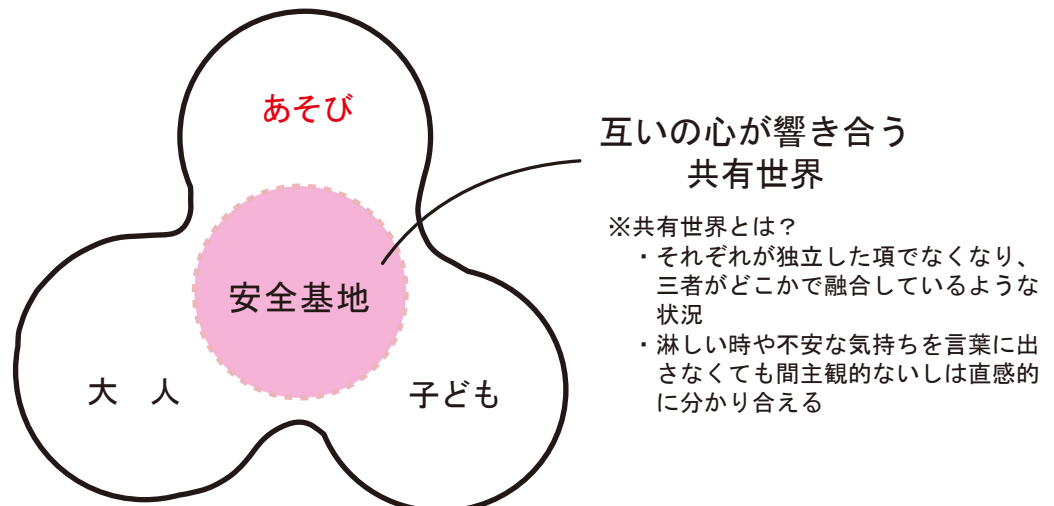 あそび
安全基地
大　人
子ども
互いの心が響き合う
共有世界
※共有世界とは？
・それぞれが独立した項でなくなり、
三者がどこかで融合しているような
状況
・淋しい時や不安な気持ちを言葉に出
さなくても間主観的ないしは直感的
に分かり合える